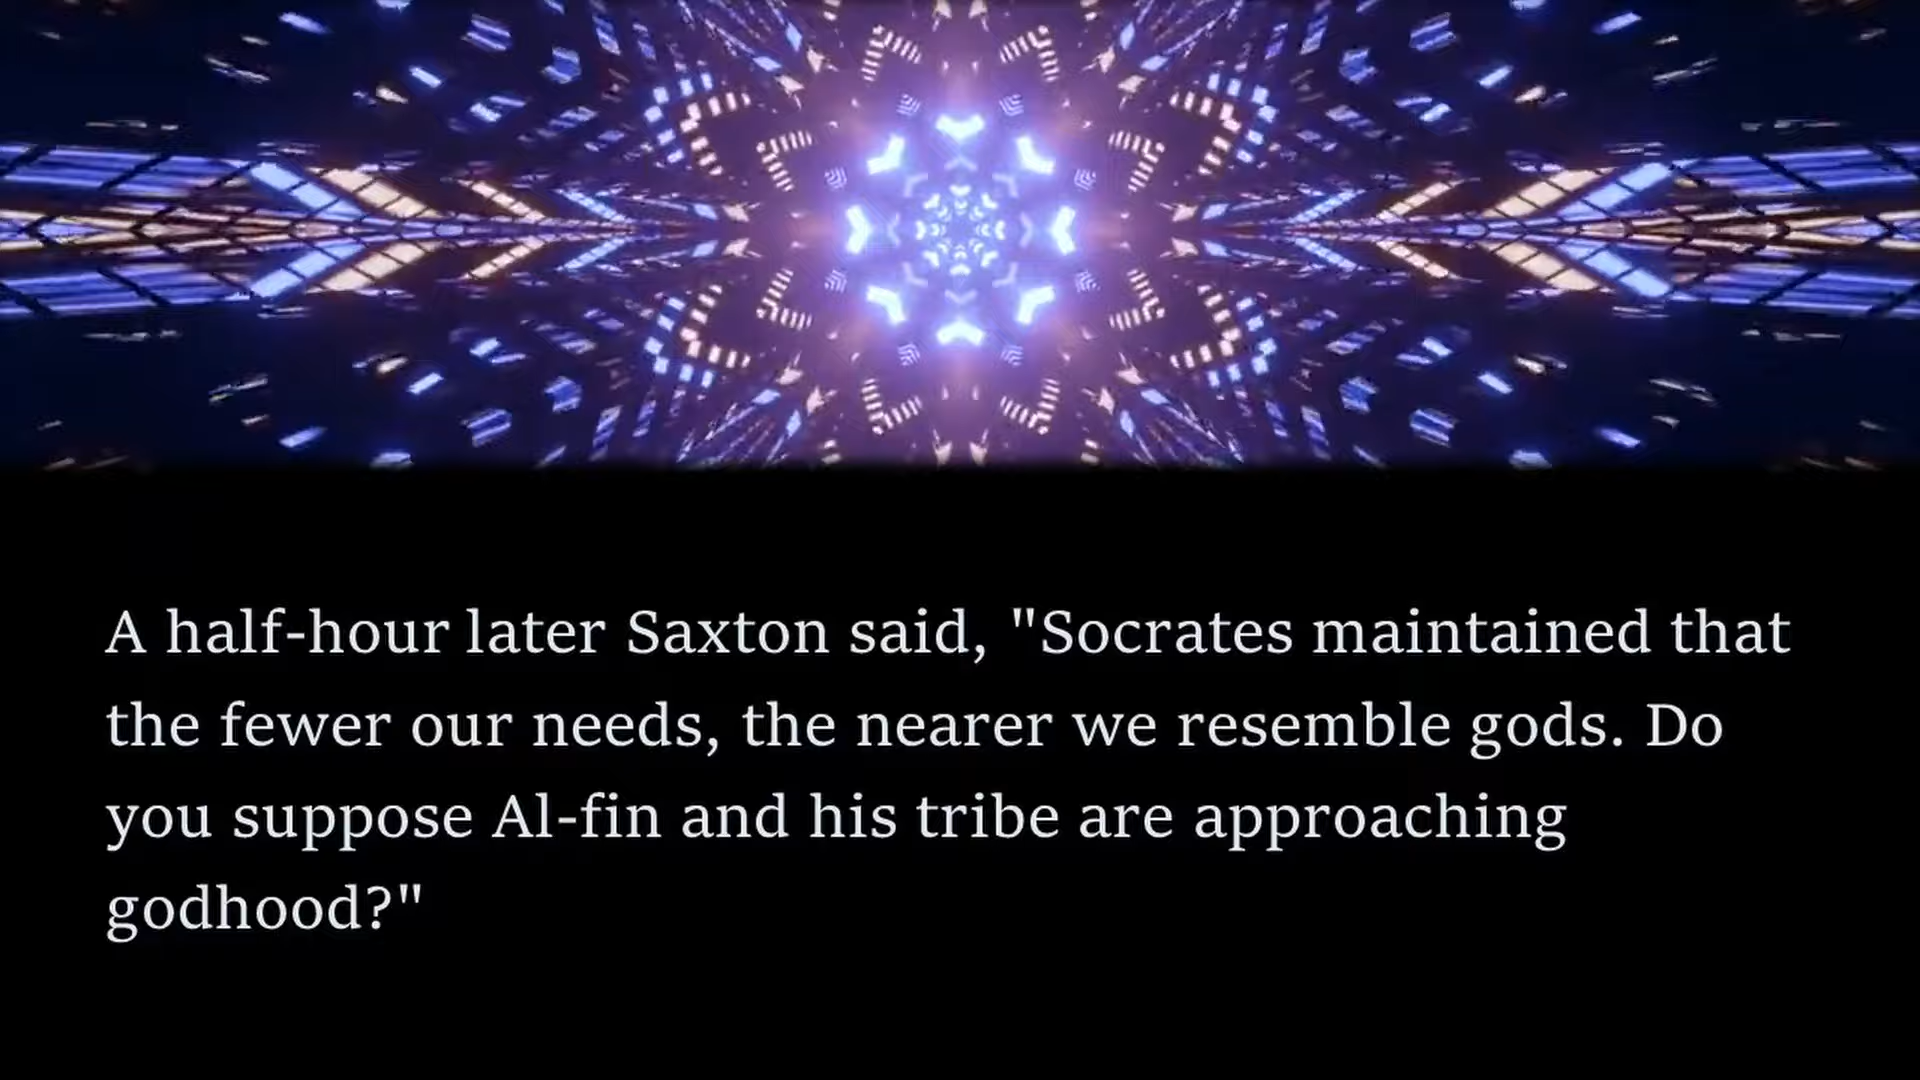 A half-hour later Saxton said, "Socrates maintained that
the fewer our needs, the nearer we resemble gods. Do
you suppose Al-fin and his tribe are approaching
godhood?"